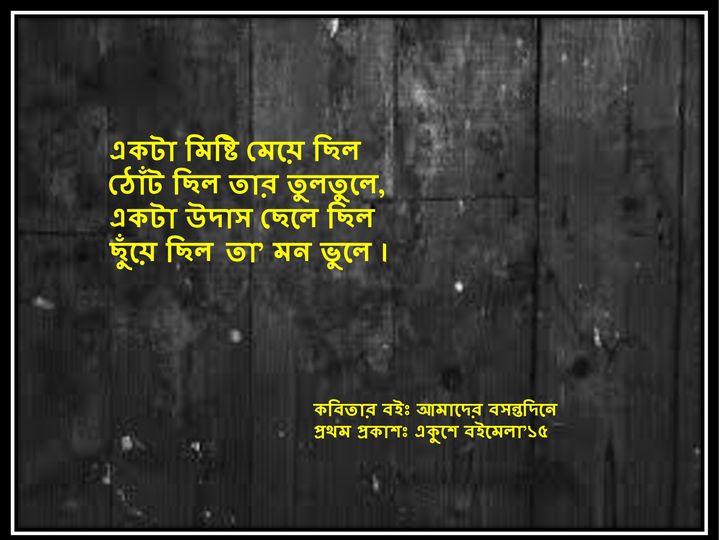 একটা মিষ্টি মেয়ে ছিল
ঠোঁট ছিল তার তুলতুলে,
একটা উদাস ছেলে ছিল
ছুঁয়ে ছিল তা’ মন ভুলে ।
কবিতার বইঃ আমাদের বসন্তদিনে
প্রথম প্রকাশঃ একুশে বইমেলা’১৫